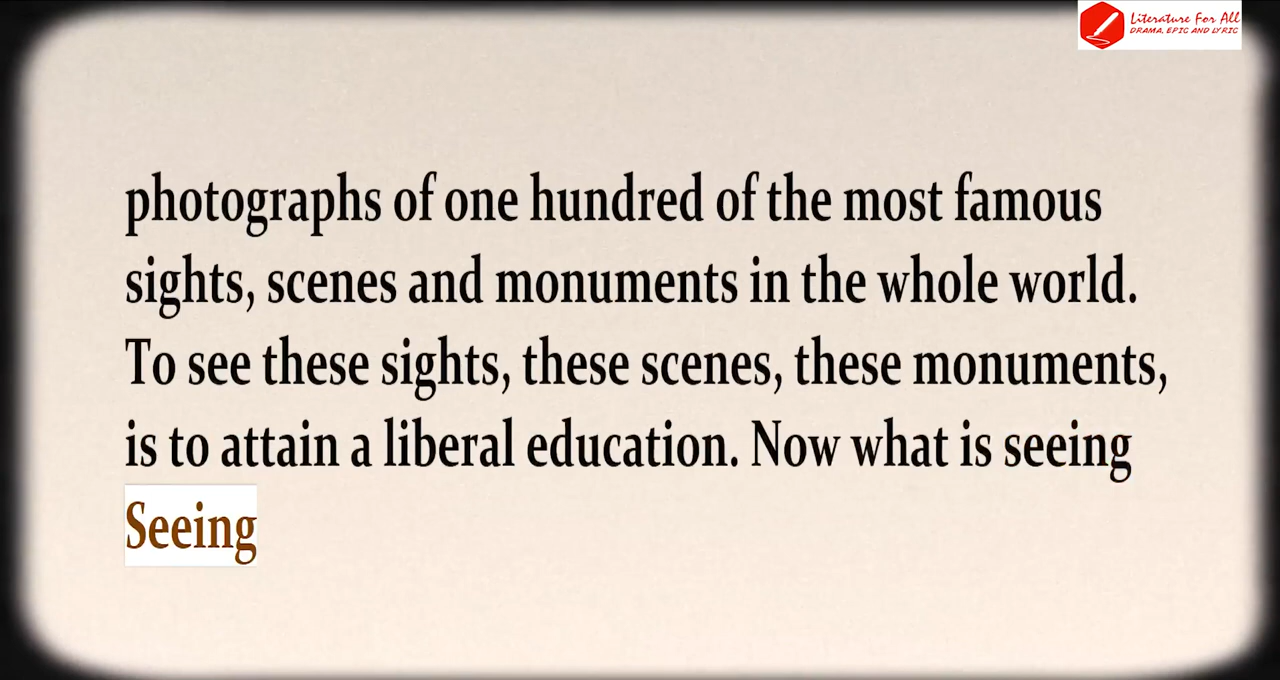 Literature For All
DRAMA, EPIC AND LYRIC
photographs of one hundred of the most famous
sights, scenes and monuments in the whole world.
To see these sights, these scenes, these monuments,
is to attain a liberal education. Now what is seeing
Seeing